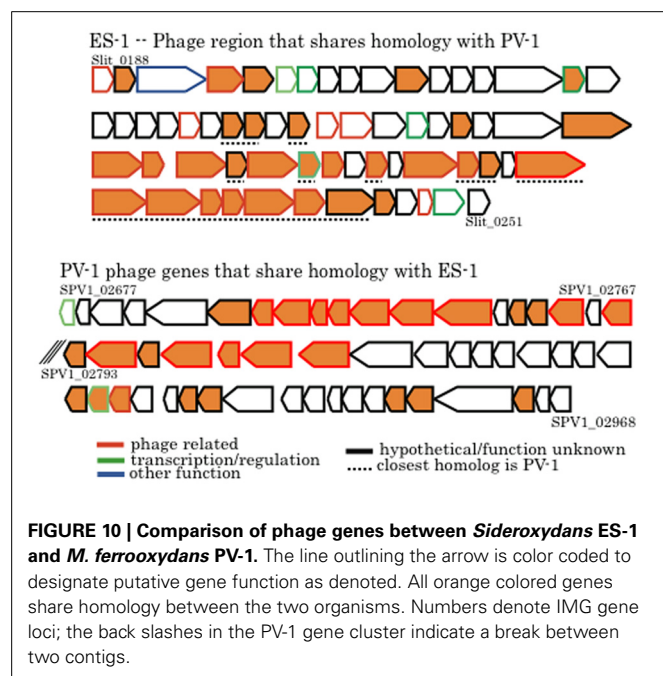 ES-1 -- Phage region that shares homology with PV-1
Slit_0188
Slit_0251
PV-1 phage genes that share homology with ES-1
SPV1_02677
SPV1_02767
SPV1_02793
SPV1_02968
phage related
transcription/regulation
other function
hypothetical/function unknown
closest homolog is PV-1
FIGURE 10 | Comparison of phage genes between Sideroxydans ES-1
and M. ferrooxydans PV-1. The line outlining the arrow is color coded to
designate putative gene function as denoted. All orange colored genes
share homology between the two organisms. Numbers denote IMG gene
loci; the back slashes in the PV-1 gene cluster indicate a break between
two contigs.